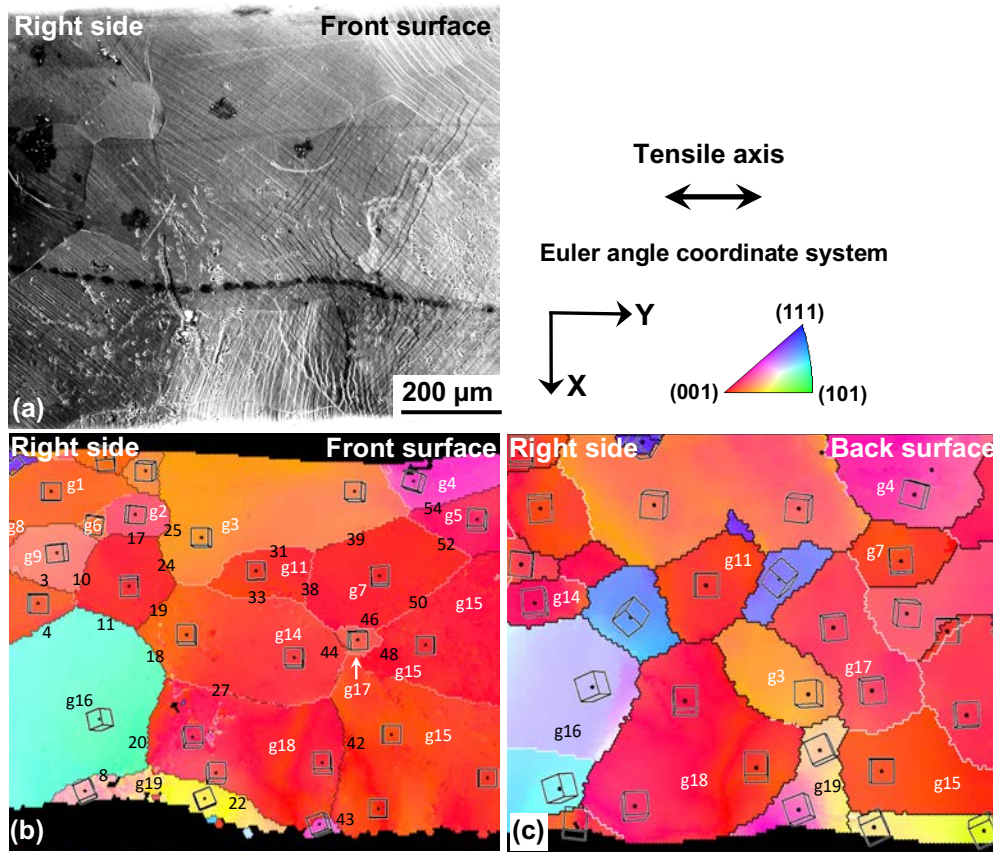 Right side Front surface
(a)
200 µm
Tensile axis
Euler angle coordinate system
Y
X
(111)
(001)
(101)
Right side Front surface
g1
g4
g2
54
g8
g6
g5
25
g3
17
39
52
g9
31
24
g11
3
10
38
g7
33
50
g15
4
11
19
46
g14
44
48
g15
18
g17
27
g16
g18
g15
20
42
8
g19
22
43
(b)
Right side Back surface
g4
g7
g11
g14
g3
g17
g16
g18
g15
g19
(c)